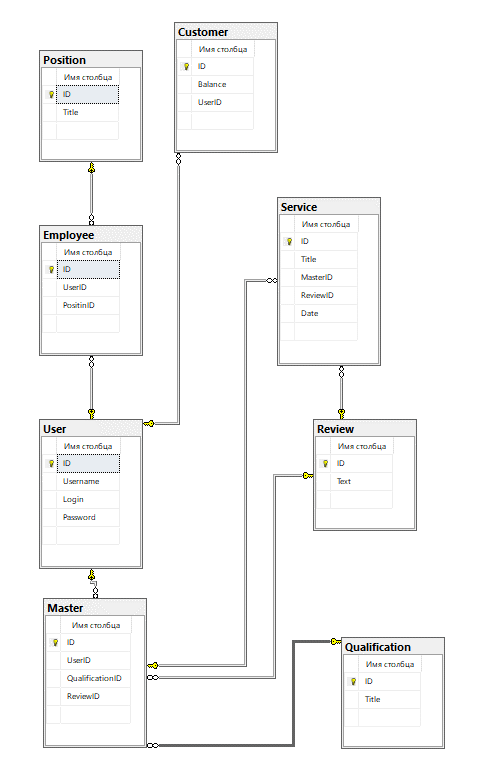 Customer
Имя столбца
ID
Balance
UserID
Position
Имя столбца
ID
Title
Service
Имя столбца
ID
Title
MasterID
ReviewID
Date
Employee
Имя столбца
ID
UserID
PositinID
User
Имя столбца
ID
Username
Login
Password
Review
Имя столбца
ID
Text
Master
Имя столбца
ID
UserID
QualificationID
ReviewID
Qualification
Имя столбца
ID
Title